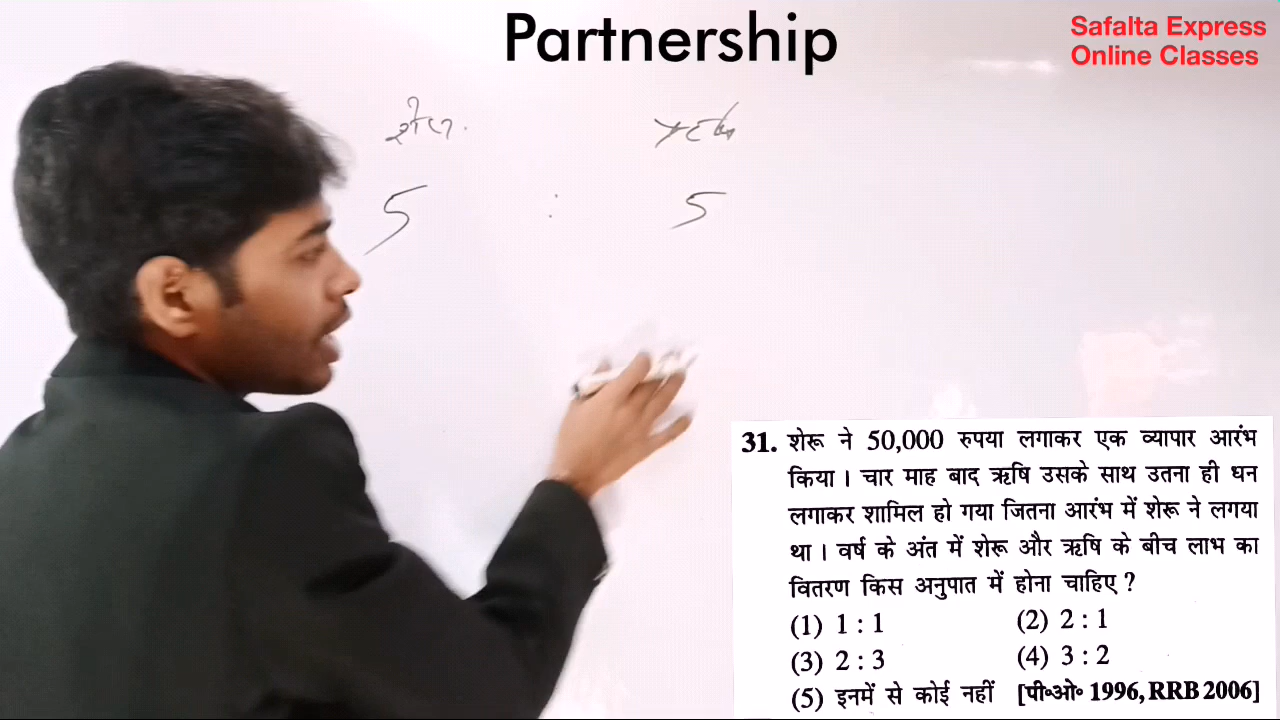 Partnership
Safalta Express
Online Classes
5 : 5
31. शेरू ने 50,000 रुपया लगाकर एक व्यापार आरंभ
किया। चार माह बाद ऋषि उसके साथ उतना ही धन
लगाकर शामिल हो गया जितना आरंभ में शेरू ने लगया
था। वर्ष के अंत में शेरू और ऋषि के बीच लाभ का
वितरण किस अनुपात में होना चाहिए ?
(1) 1 : 1 (2) 2 : 1
(3) 2 : 3 (4) 3 : 2
(5) इनमें से कोई नहीं [पी॰ओ॰ 1996, RRB 2006]